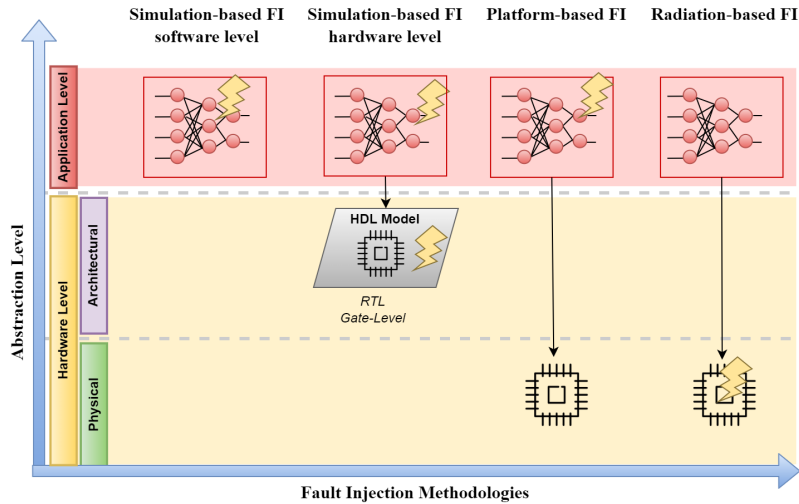 Simulation-based FI
software level
Simulation-based FI
hardware level
Platform-based FI
Radiation-based FI
Abstraction Level
Application Level
Hardware Level
Architectural
Physical
HDL Model
RTL
Gate-Level
Fault Injection Methodologies